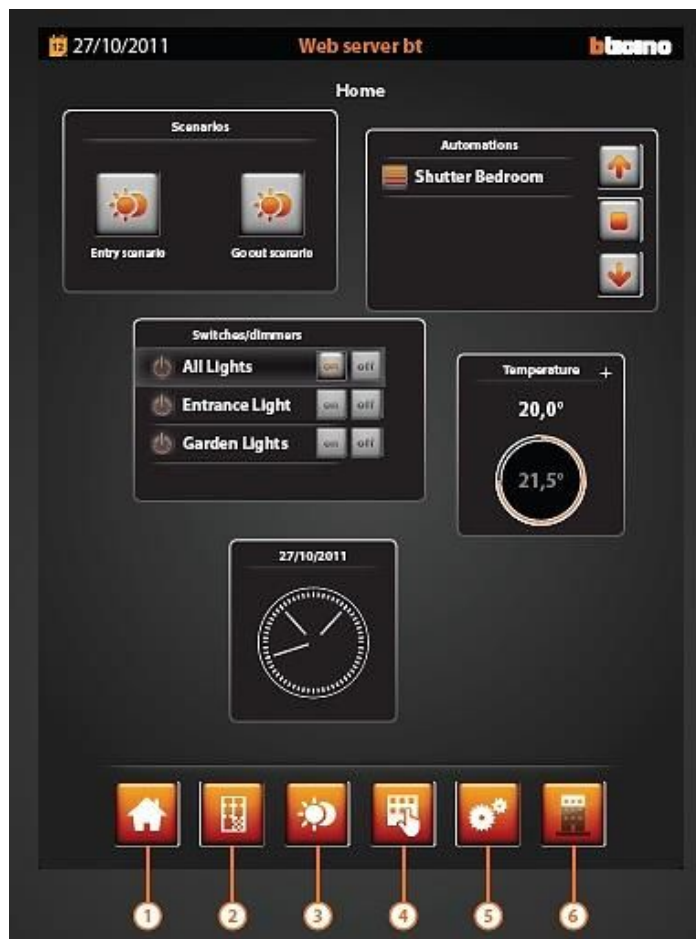 12 27/10/2011
Web server bt
bticino
Home
Scenarios
Entry scenario
Go out scenario
Automations
Shutter Bedroom
Switches/dimmers
All Lights on off
Entrance Light on off
Garden Lights on off
Temperature +
20,0°
21,5°
27/10/2011
1 2 3 4 5 6